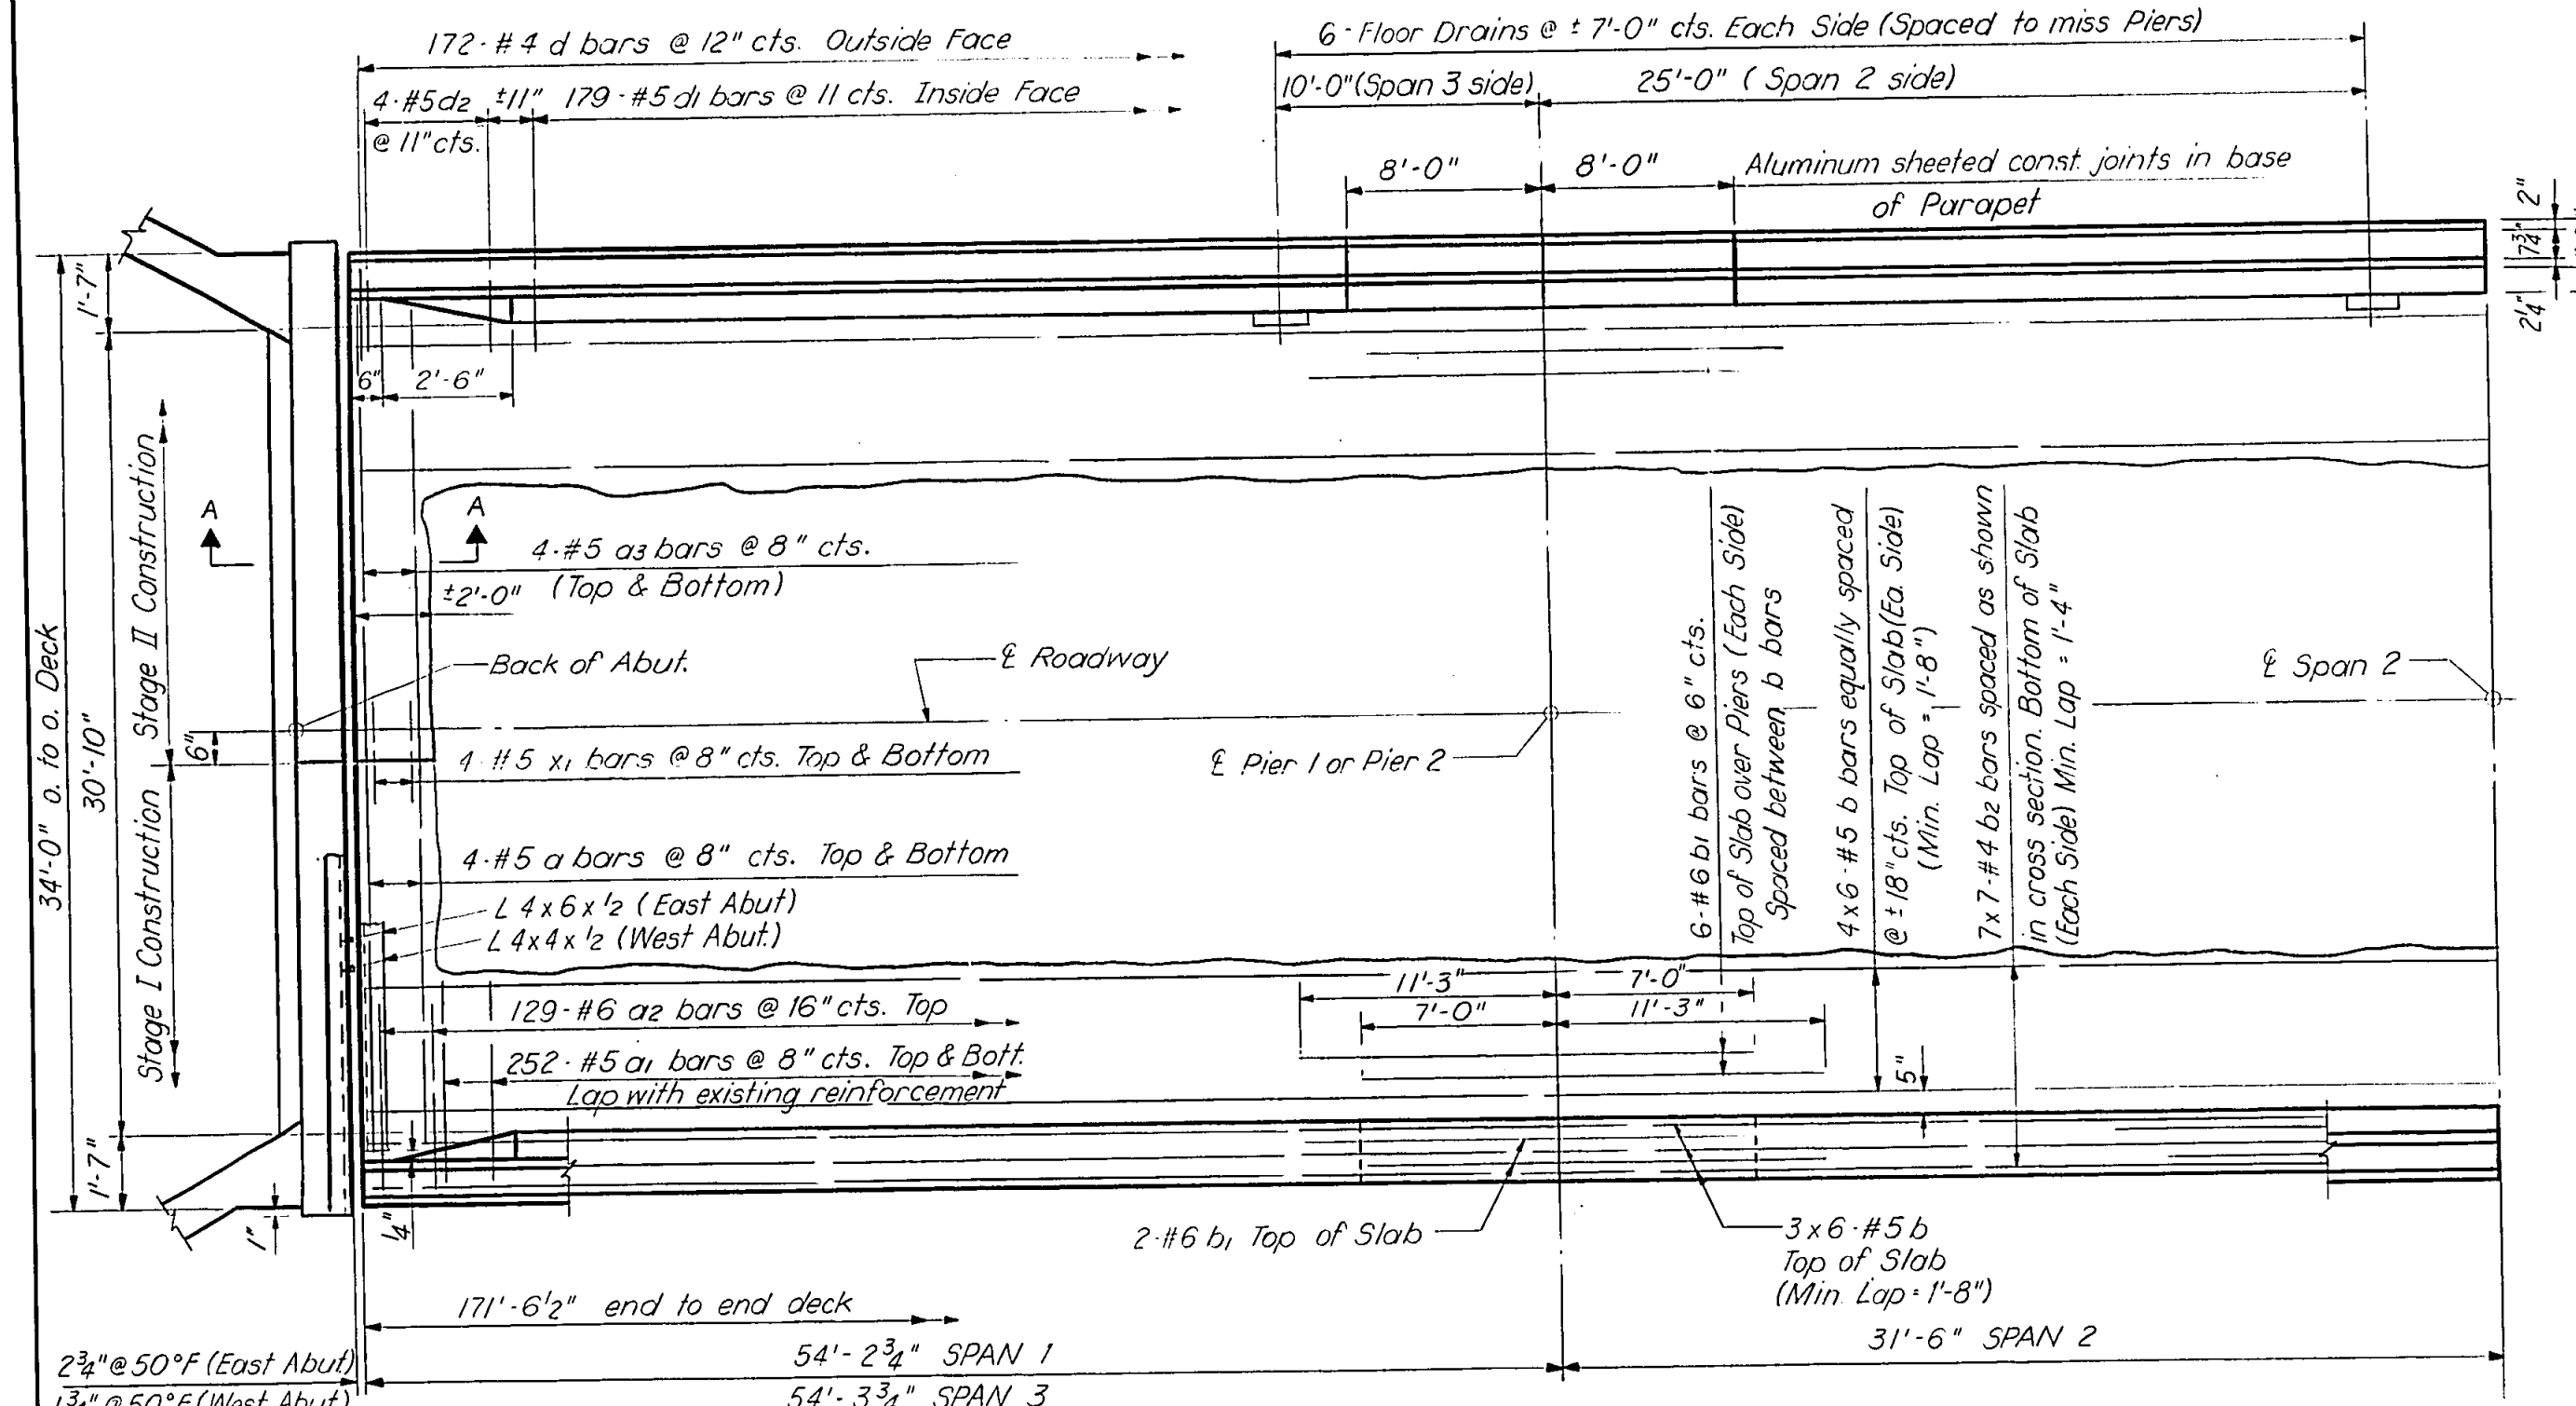 172-#4 d bars @ 12" cts. Outside Face
6-Floor Drains @ ± 7'-0" cts. Each Side (Spaced to miss Piers)
4-#5 d2
@ 11" cts.
±11"
179-#5 d1 bars @ 11 cts. Inside Face
10'-0" (Span 3 side)
25'-0" (Span 2 side)
8'-0"
8'-0"
Aluminum sheeted const. joints in base
of Parapet
2"
7¾"
2¼"
1'-7"
6"
2'-6"
34'-0" o. to o. Deck
30'-10"
Stage II Construction
Stage I Construction
A
A
4-#5 a3 bars @ 8" cts.
(Top & Bottom)
±2'-0"
Back of Abut.
℄ Roadway
6"
4-#5 x1 bars @ 8" cts. Top & Bottom
℄ Pier 1 or Pier 2
℄ Span 2
4-#5 a bars @ 8" cts. Top & Bottom
L 4x6x½ (East Abut)
L 4x4x½ (West Abut.)
6-#6 b1 bars @ 6" cts.
Top of Slab over Piers (Each Side)
Spaced between b bars
4x6-#5 b bars equally spaced
@ ±18" cts. Top of Slab (Ea. Side)
(Min. Lap = 1'-8")
7x7-#4 b2 bars spaced as shown
in cross section. Bottom of Slab
(Each Side) Min. Lap = 1'-4"
11'-3"
7'-0"
7'-0"
11'-3"
129-#6 a2 bars @ 16" cts. Top
252-#5 a1 bars @ 8" cts. Top & Bott.
Lap with existing reinforcement
5"
1'-7"
1"
¼"
2-#6 b1 Top of Slab
3x6-#5 b
Top of Slab
(Min. Lap = 1'-8")
171'-6½" end to end deck
2¾" @ 50°F (East Abut)
1¾" @ 50°F (West Abut)
54'-2¾" SPAN 1
54'-3¾" SPAN 3
31'-6" SPAN 2